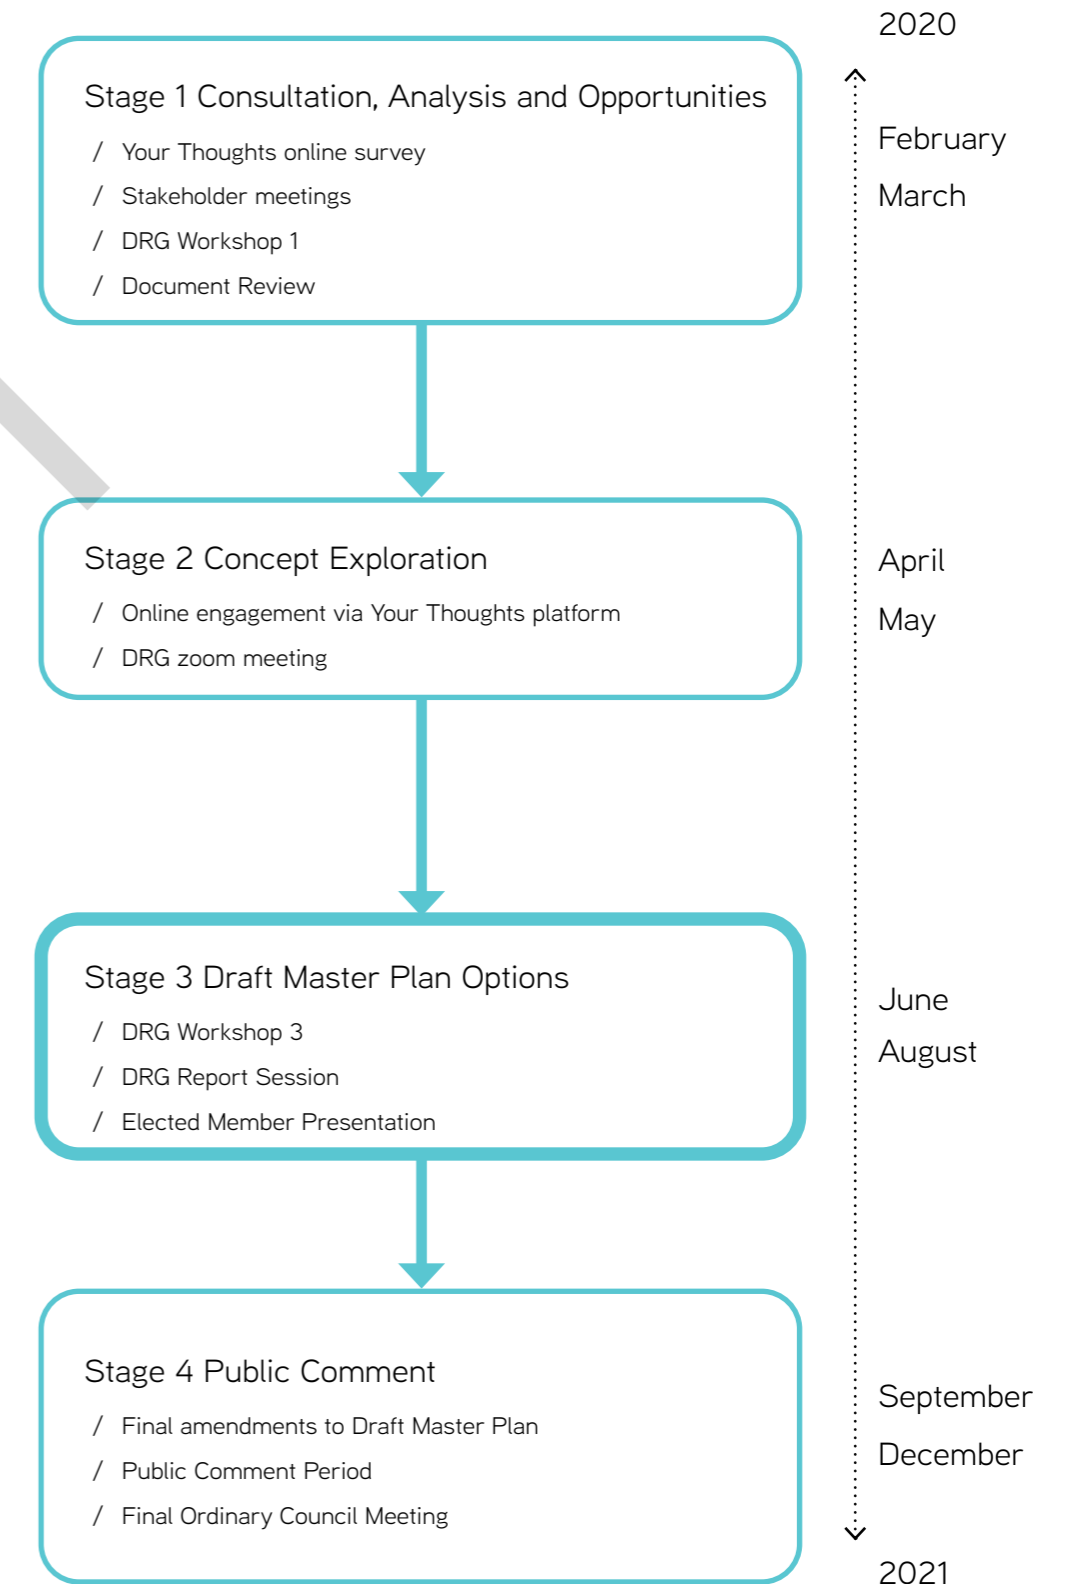 2020
Stage 1 Consultation, Analysis and Opportunities
/ Your Thoughts online survey
/ Stakeholder meetings
/ DRG Workshop 1
/ Document Review
February
March
Stage 2 Concept Exploration
/ Online engagement via Your Thoughts platform
/ DRG zoom meeting
April
May
Stage 3 Draft Master Plan Options
/ DRG Workshop 3
/ DRG Report Session
/ Elected Member Presentation
June
August
Stage 4 Public Comment
/ Final amendments to Draft Master Plan
/ Public Comment Period
/ Final Ordinary Council Meeting
September
December
2021